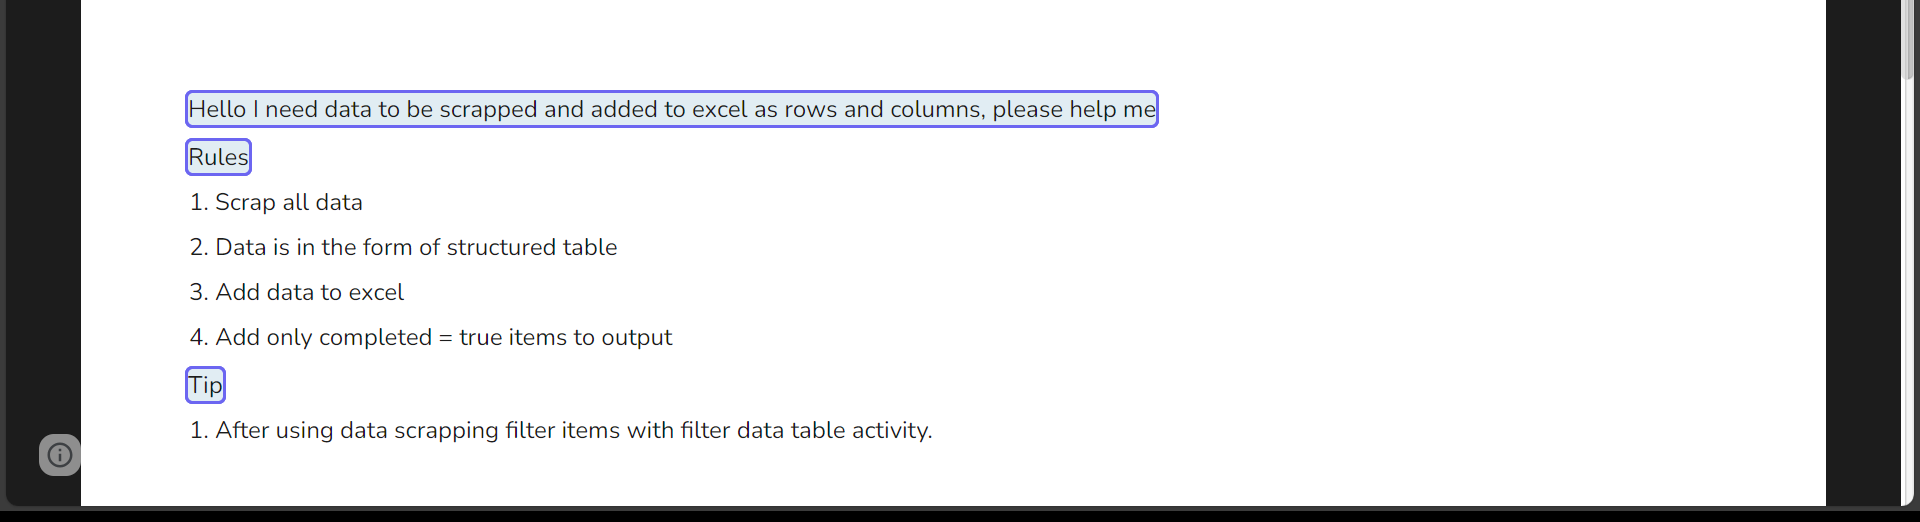 Hello I need data to be scrapped and added to excel as rows and columns, please help me
Rules
1. Scrap all data
2. Data is in the form of structured table
3. Add data to excel
4. Add only completed = true items to output
Tip
1. After using data scrapping filter items with filter data table activity.